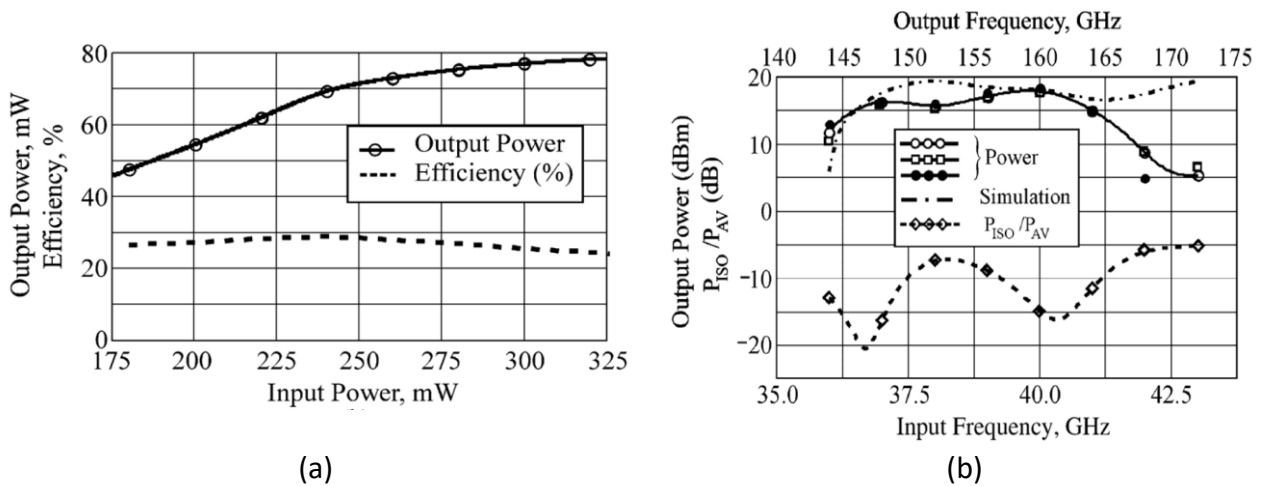 Output Power, mW
Efficiency, %
80
60
40
20
0
175 200 225 250 275 300 325
Input Power, mW
Output Power
Efficiency (%)
(a)
Output Frequency, GHz
140 145 150 155 160 165 170 175
Output Power (dBm)
P_ISO /P_AV (dB)
20
10
0
−10
−20
35.0 37.5 40.0 42.5
Input Frequency, GHz
Power
Simulation
P_ISO/P_AV
(b)